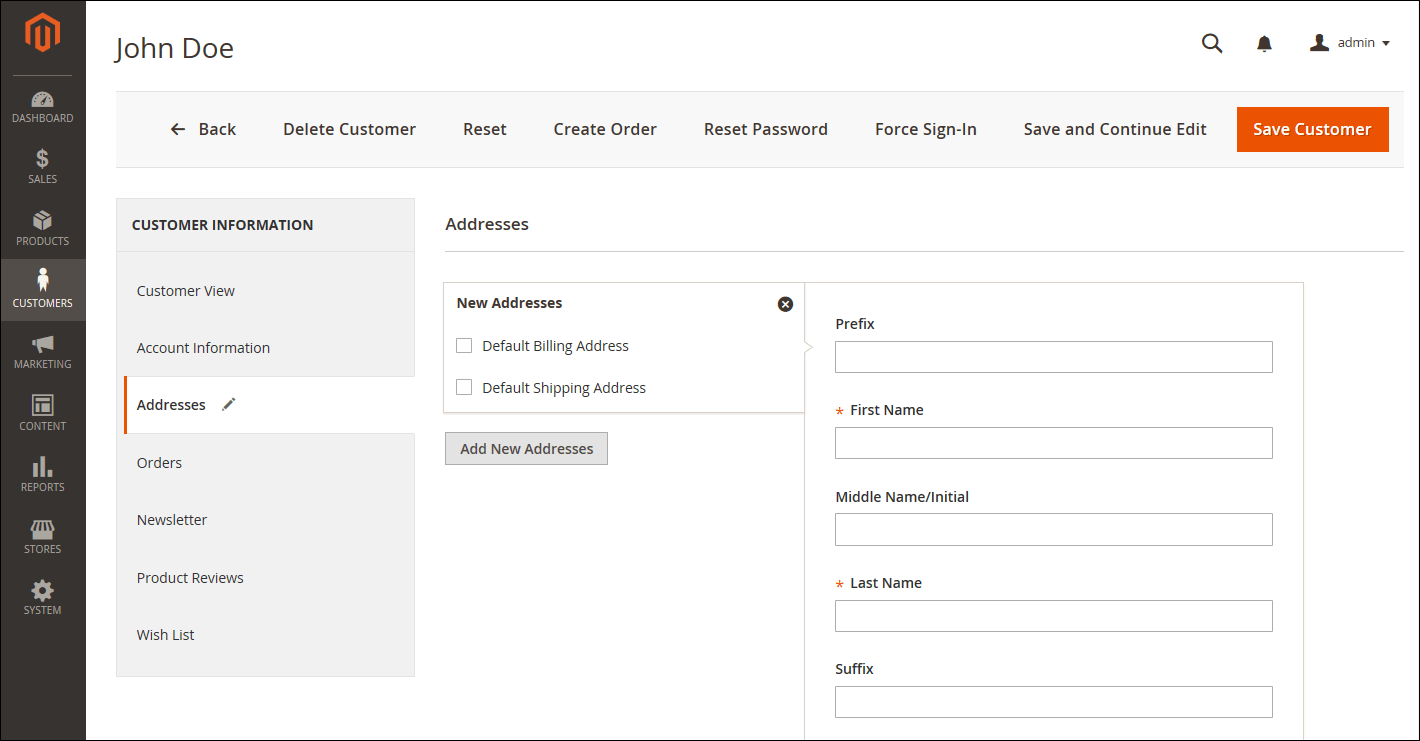 John Doe
admin
DASHBOARD
SALES
PRODUCTS
CUSTOMERS
MARKETING
CONTENT
REPORTS
STORES
SYSTEM
Back Delete Customer Reset Create Order Reset Password Force Sign-In Save and Continue Edit Save Customer
CUSTOMER INFORMATION
Customer View
Account Information
Addresses
Orders
Newsletter
Product Reviews
Wish List
Addresses
New Addresses
Default Billing Address
Default Shipping Address
Add New Addresses
Prefix
* First Name
Middle Name/Initial
* Last Name
Suffix